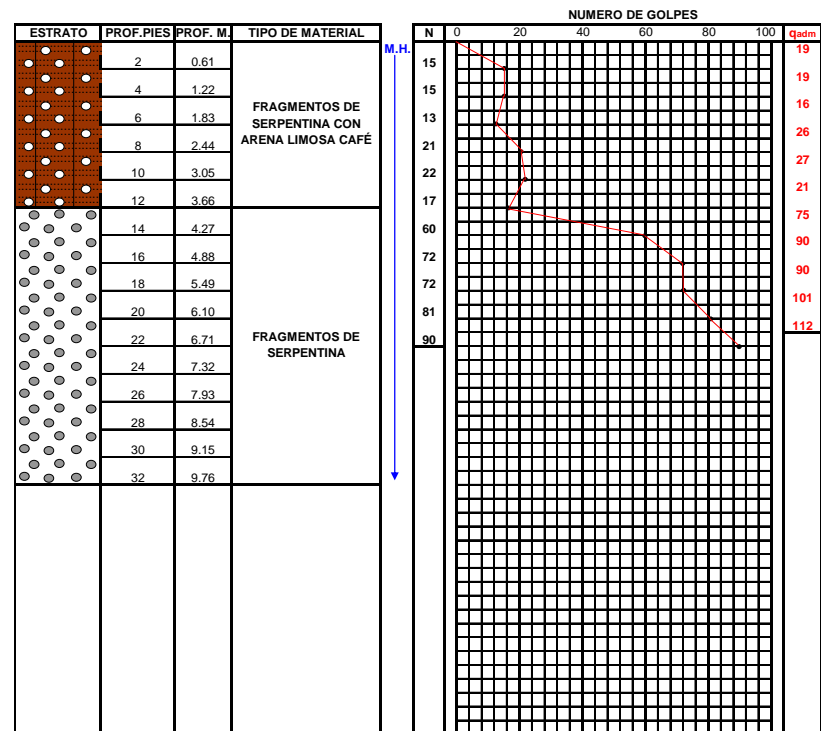 NUMERO DE GOLPES
ESTRATO PROF.PIES PROF. M. TIPO DE MATERIAL N 0 20 40 60 80 100 qadm
M.H. 19
2 0.61 15
19
4 1.22 15
16
FRAGMENTOS DE
6 1.83 SERPENTINA CON 13
26
8 2.44 ARENA LIMOSA CAFÉ 21
27
10 3.05 22
21
12 3.66 17
75
14 4.27 60
90
16 4.88 72
90
18 5.49 72
101
20 6.10 81
112
22 6.71 FRAGMENTOS DE 90
SERPENTINA
24 7.32
26 7.93
28 8.54
30 9.15
32 9.76